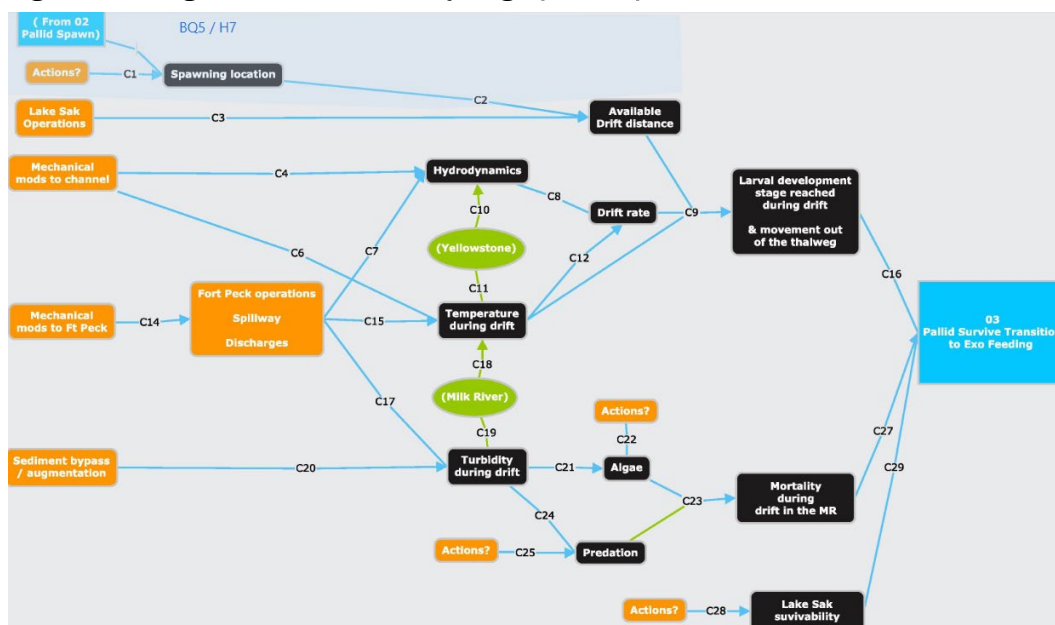 ( From 02
Pallid Spawn)
BQ5 / H7
Actions?
C1
Spawning location
C2
Lake Sak
Operations
C3
Available
Drift distance
Mechanical
mods to channel
C4
Hydrodynamics
C8
C10
Drift rate
C9
Larval development
stage reached
during drift
& movement out
of the thalweg
C6
C7
(Yellowstone)
C12
C16
C11
Mechanical
mods to Ft Peck
C14
Fort Peck operations
Spillway
Discharges
C15
Temperature
during drift
03
Pallid Survive Transitio
to Exo Feeding
C18
C17
(Milk River)
Actions?
C19
C22
C27
C29
Sediment bypass
/ augmentation
C20
Turbidity
during drift
C21
Algae
C23
Mortality
during
drift in the MR
C24
Actions?
C25
Predation
Actions?
C28
Lake Sak
suvivability